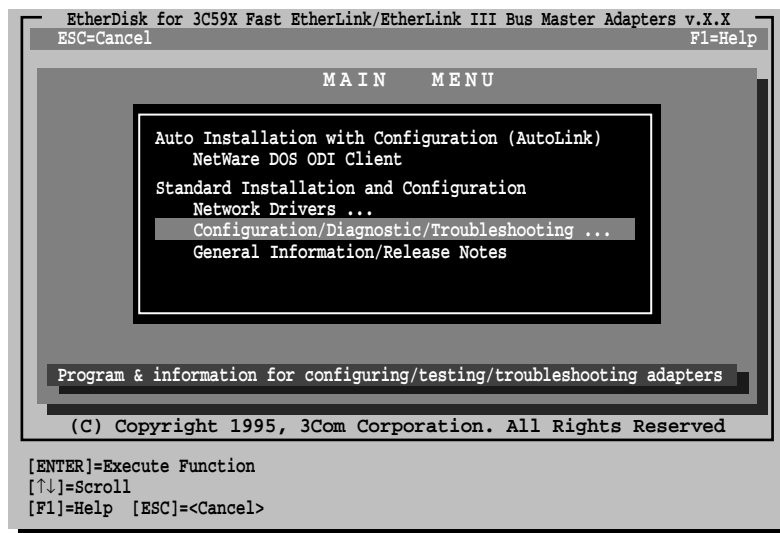 EtherDisk for 3C59X Fast EtherLink/EtherLink III Bus Master Adapters v.X.X
ESC=Cancel F1=Help
MAIN MENU
Auto Installation with Configuration (AutoLink)
NetWare DOS ODI Client
Standard Installation and Configuration
Network Drivers ...
Configuration/Diagnostic/Troubleshooting ...
General Information/Release Notes
Program & information for configuring/testing/troubleshooting adapters
(C) Copyright 1995, 3Com Corporation. All Rights Reserved
[ENTER]=Execute Function
[↑↓]=Scroll
[F1]=Help [ESC]=<Cancel>